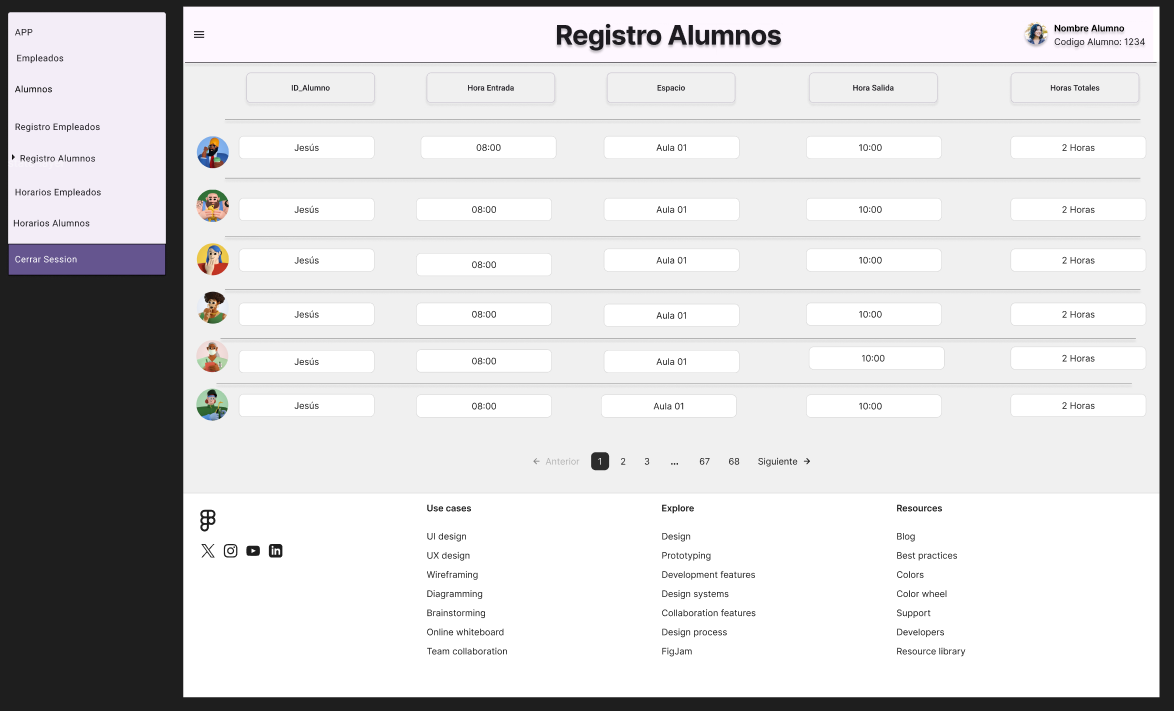 APP
Empleados
Alumnos
Registro Empleados
Registro Alumnos
Horarios Empleados
Horarios Alumnos
Cerrar Session
Registro Alumnos
Nombre Alumno
Codigo Alumno: 1234
ID_Alumno Hora Entrada Espacio Hora Salida Horas Totales
Jesús 08:00 Aula 01 10:00 2 Horas
Jesús 08:00 Aula 01 10:00 2 Horas
Jesús 08:00 Aula 01 10:00 2 Horas
Jesús 08:00 Aula 01 10:00 2 Horas
Jesús 08:00 Aula 01 10:00 2 Horas
Jesús 08:00 Aula 01 10:00 2 Horas
← Anterior 1 2 3 ... 67 68 Siguiente →
Use cases
UI design
UX design
Wireframing
Diagramming
Brainstorming
Online whiteboard
Team collaboration
Explore
Design
Prototyping
Development features
Design systems
Collaboration features
Design process
FigJam
Resources
Blog
Best practices
Colors
Color wheel
Support
Developers
Resource library